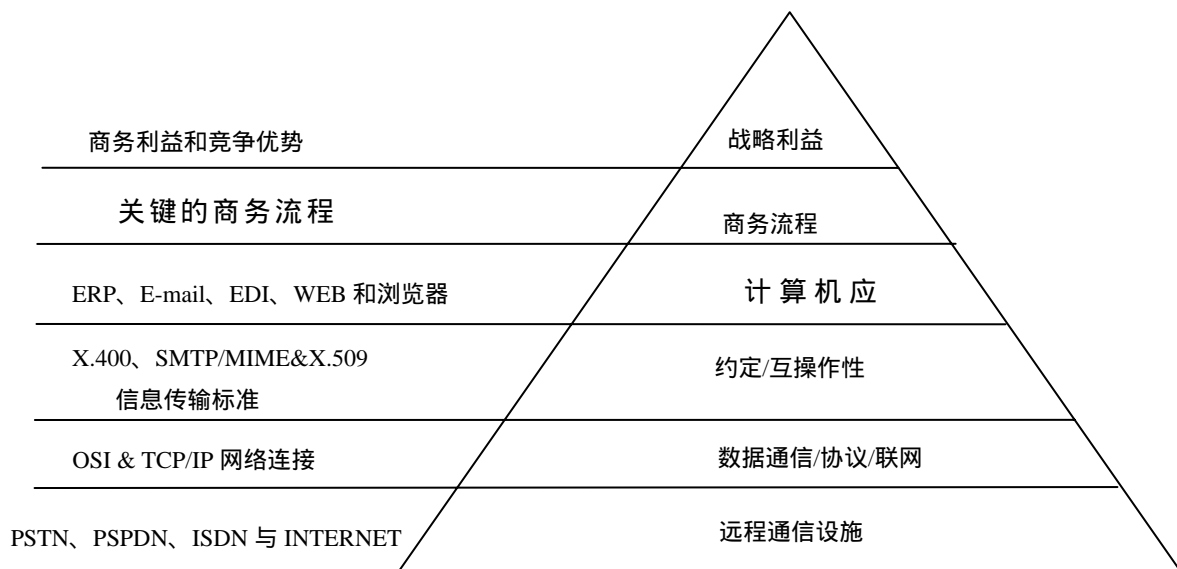 商务利益和竞争优势
战略利益
关键的商务流程
商务流程
ERP、E-mail、EDI、WEB 和浏览器
计算机应
X.400、SMTP/MIME&X.509
信息传输标准
约定/互操作性
OSI & TCP/IP 网络连接
数据通信/协议/联网
PSTN、PSPDN、ISDN 与 INTERNET
远程通信设施